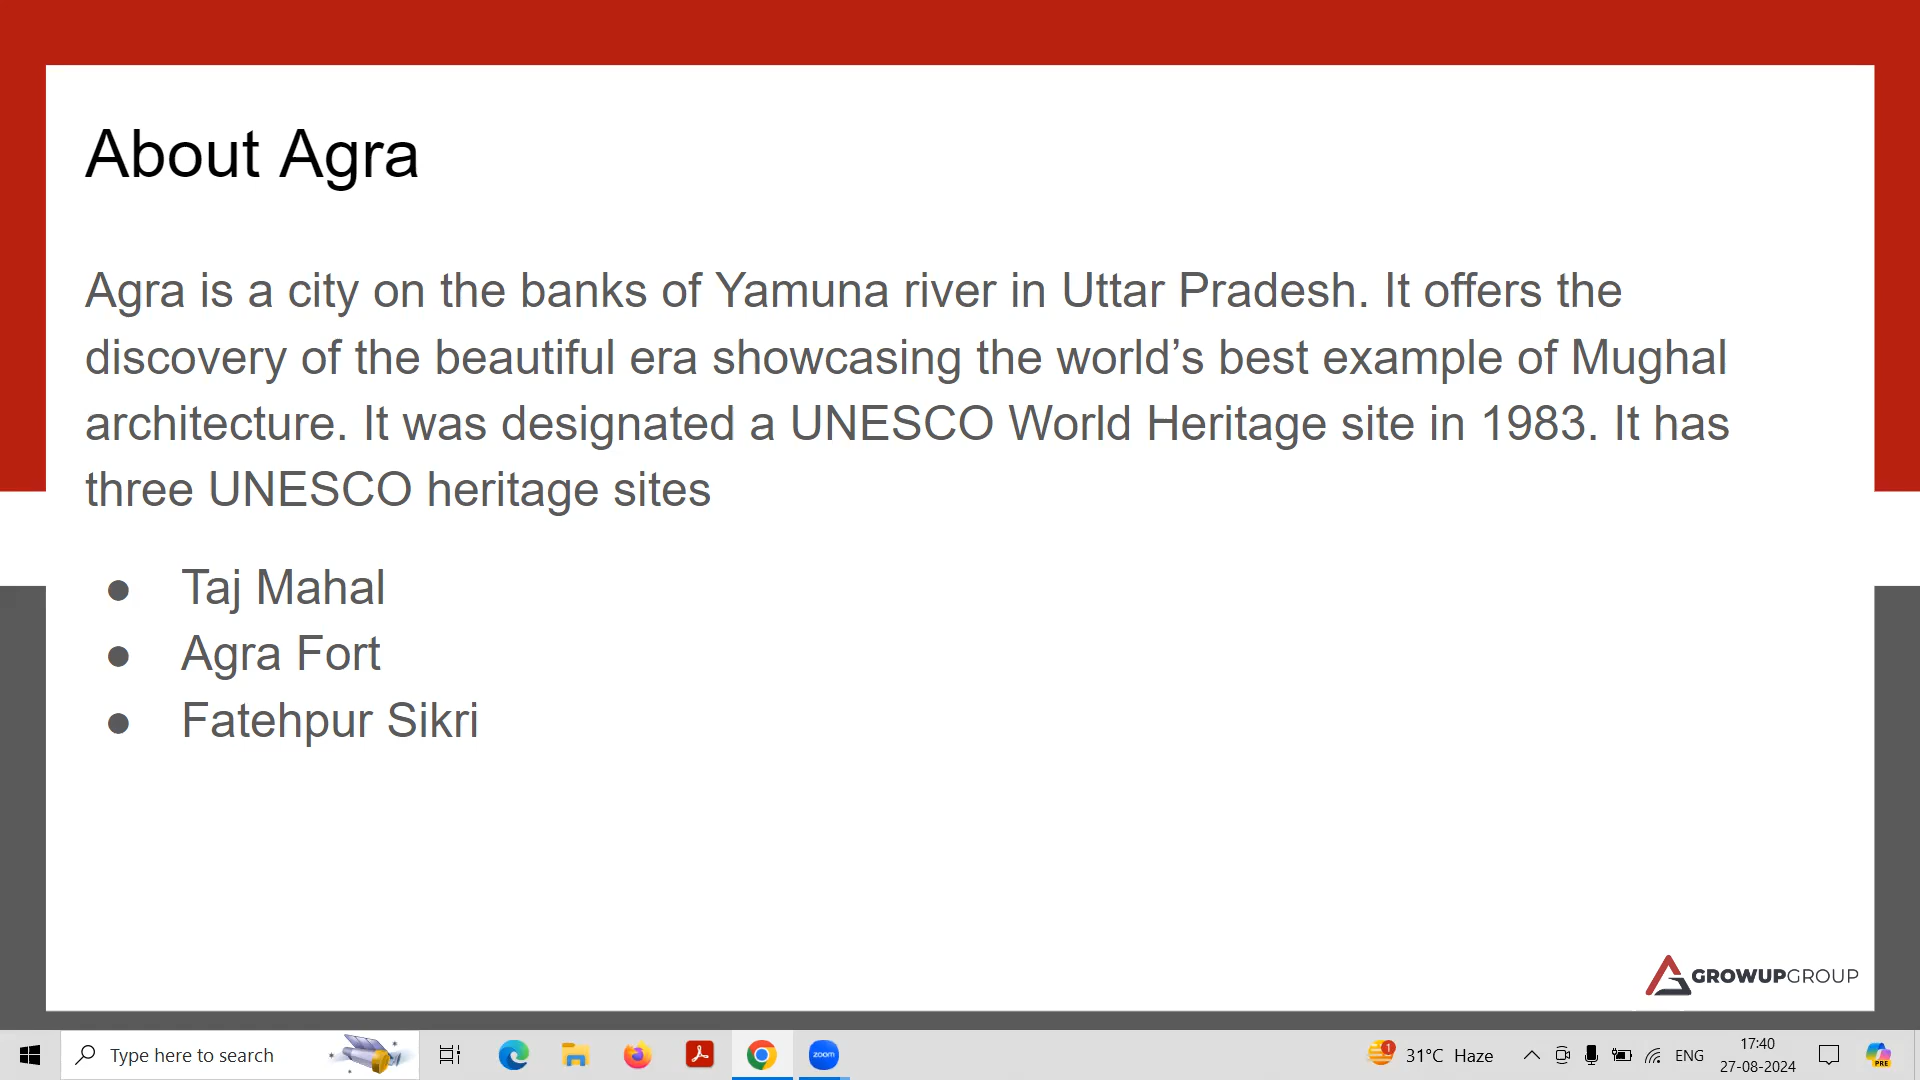 About Agra
Agra is a city on the banks of Yamuna river in Uttar Pradesh. It offers the
discovery of the beautiful era showcasing the world’s best example of Mughal
architecture. It was designated a UNESCO World Heritage site in 1983. It has
three UNESCO heritage sites
● Taj Mahal
● Agra Fort
● Fatehpur Sikri
GROWUPGROUP
Type here to search
zoom
1
31°C Haze
ENG
17:40
27-08-2024
PRE